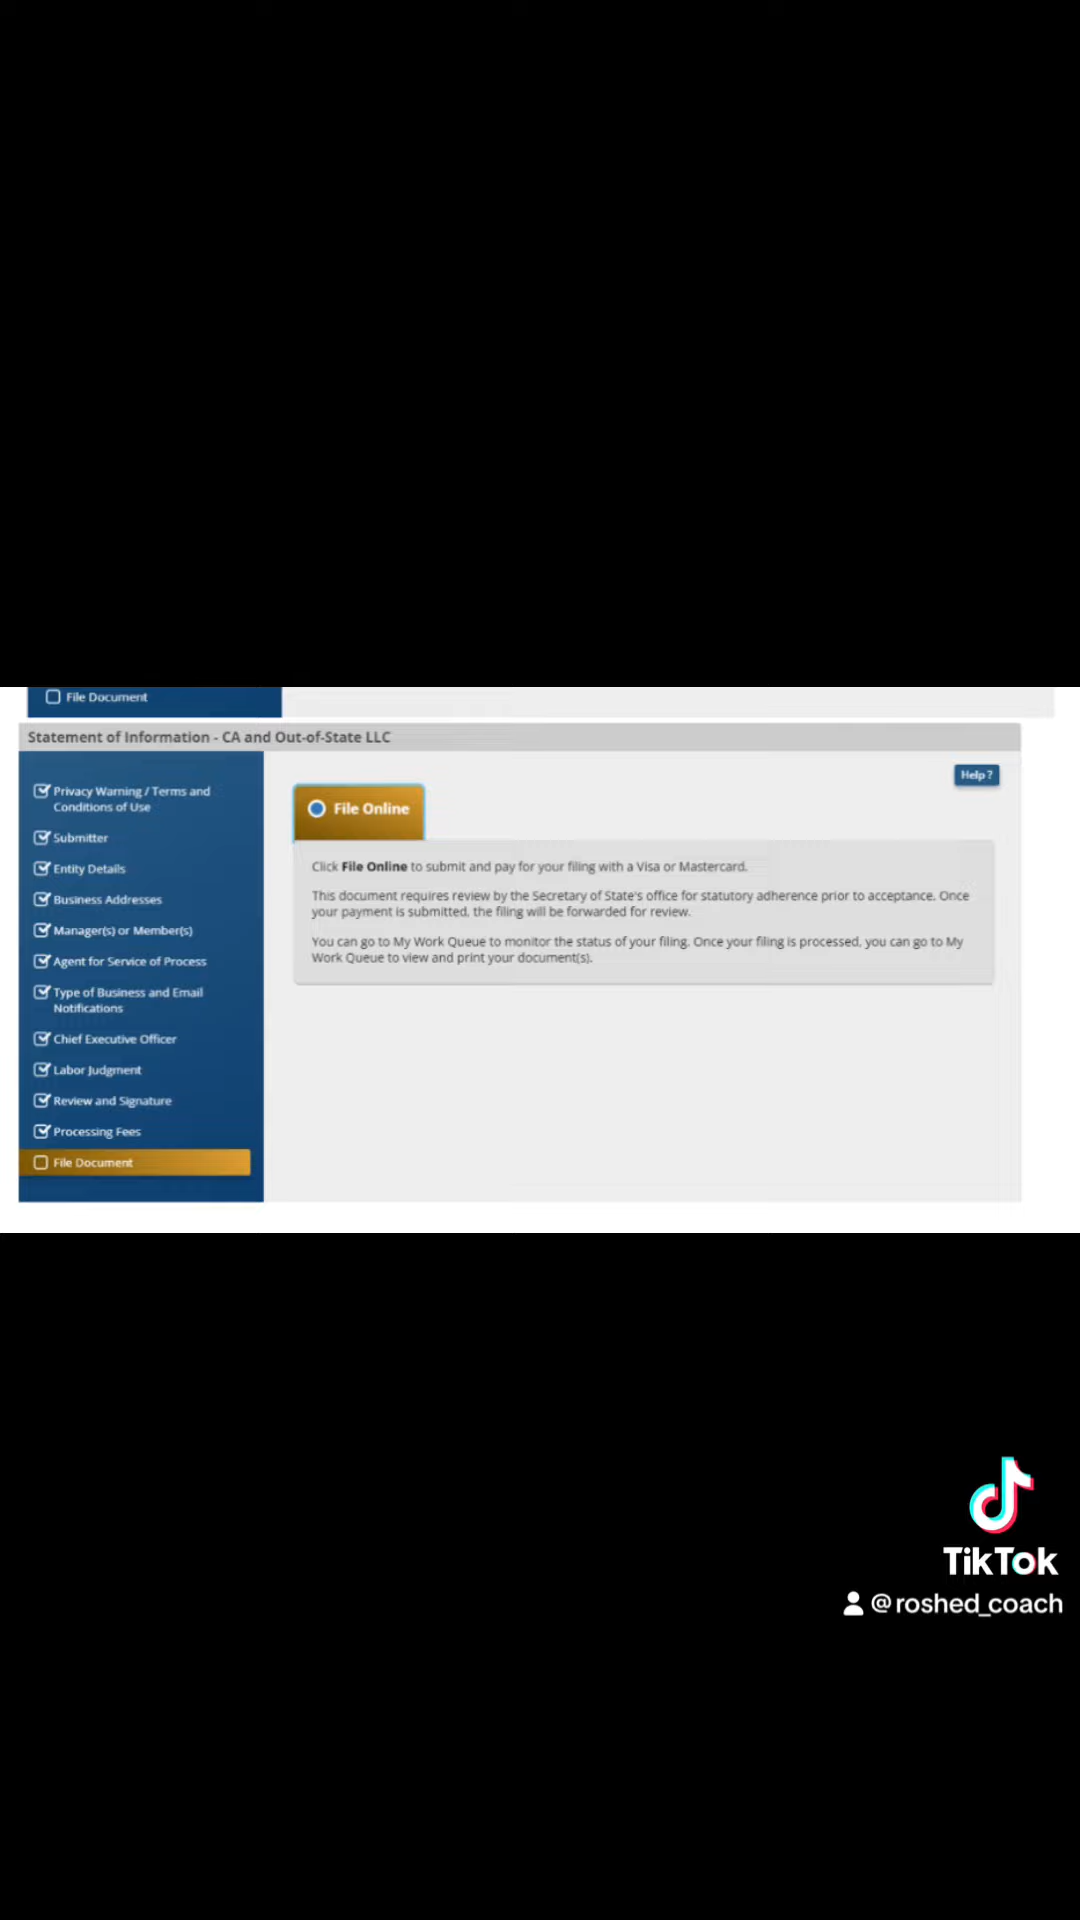 File Document
Statement of Information - CA and Out-of-State LLC
Help ?
Privacy Warning / Terms and
Conditions of Use
Submitter
Entity Details
Business Addresses
Manager(s) or Member(s)
Agent for Service of Process
Type of Business and Email
Notifications
Chief Executive Officer
Labor Judgment
Review and Signature
Processing Fees
File Document
File Online
Click File Online to submit and pay for your filing with a Visa or Mastercard.
This document requires review by the Secretary of State's office for statutory adherence prior to acceptance. Once
your payment is submitted, the filing will be forwarded for review.
You can go to My Work Queue to monitor the status of your filing. Once your filing is processed, you can go to My
Work Queue to view and print your document(s).
TikTok
@roshed_coach